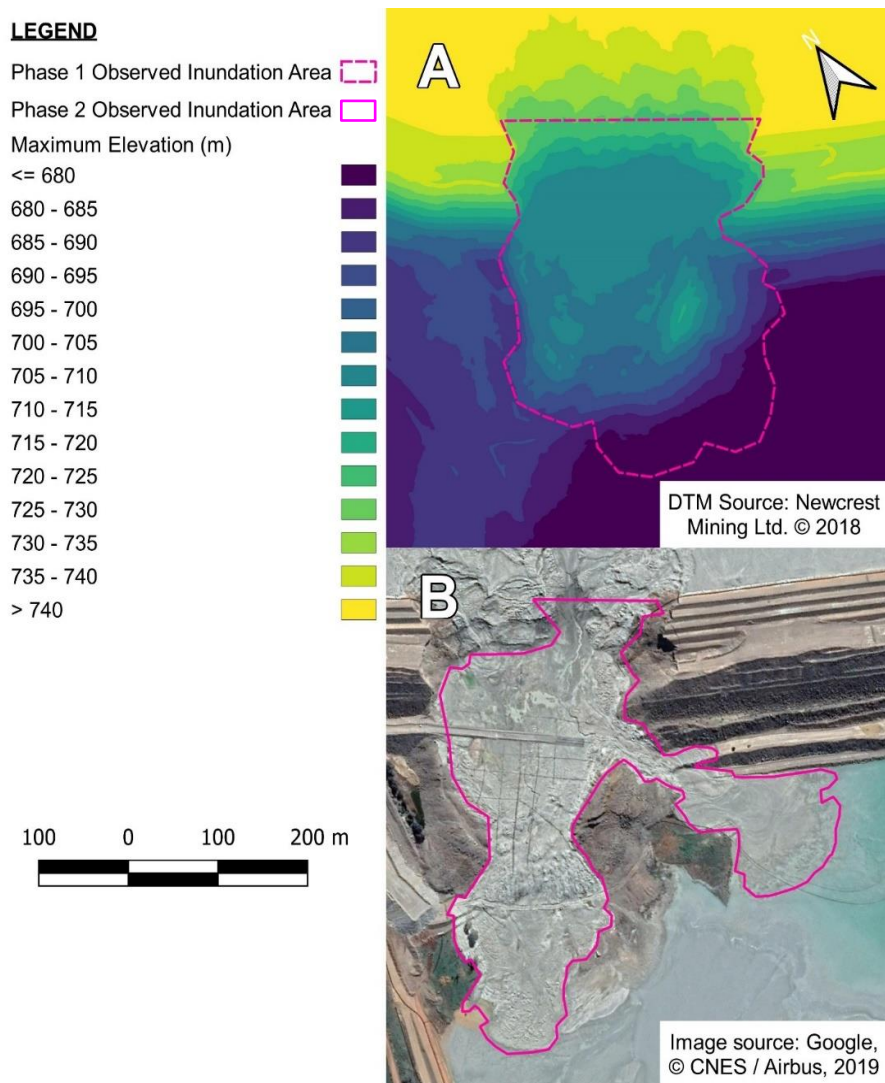 LEGEND
Phase 1 Observed Inundation Area
Phase 2 Observed Inundation Area
Maximum Elevation (m)
<= 680
680 - 685
685 - 690
690 - 695
695 - 700
700 - 705
705 - 710
710 - 715
715 - 720
720 - 725
725 - 730
730 - 735
735 - 740
> 740
100 0 100 200 m
A
N
DTM Source: Newcrest
Mining Ltd. © 2018
B
Image source: Google,
© CNES / Airbus, 2019